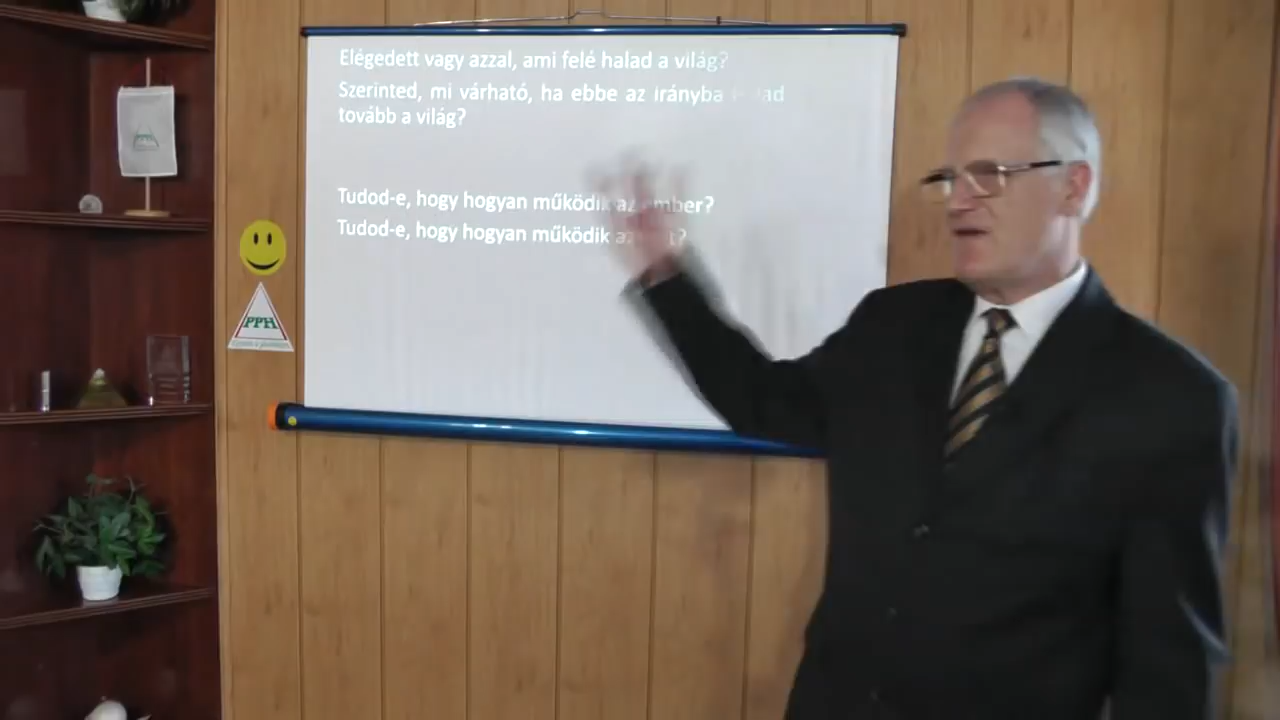 Elégedett vagy azzal, ami felé halad a világ?
Szerinted, mi várható, ha ebbe az irányba
tovább a világ?
Tudod-e, hogy hogyan működik az ember?
Tudod-e, hogy hogyan működik az
PPH